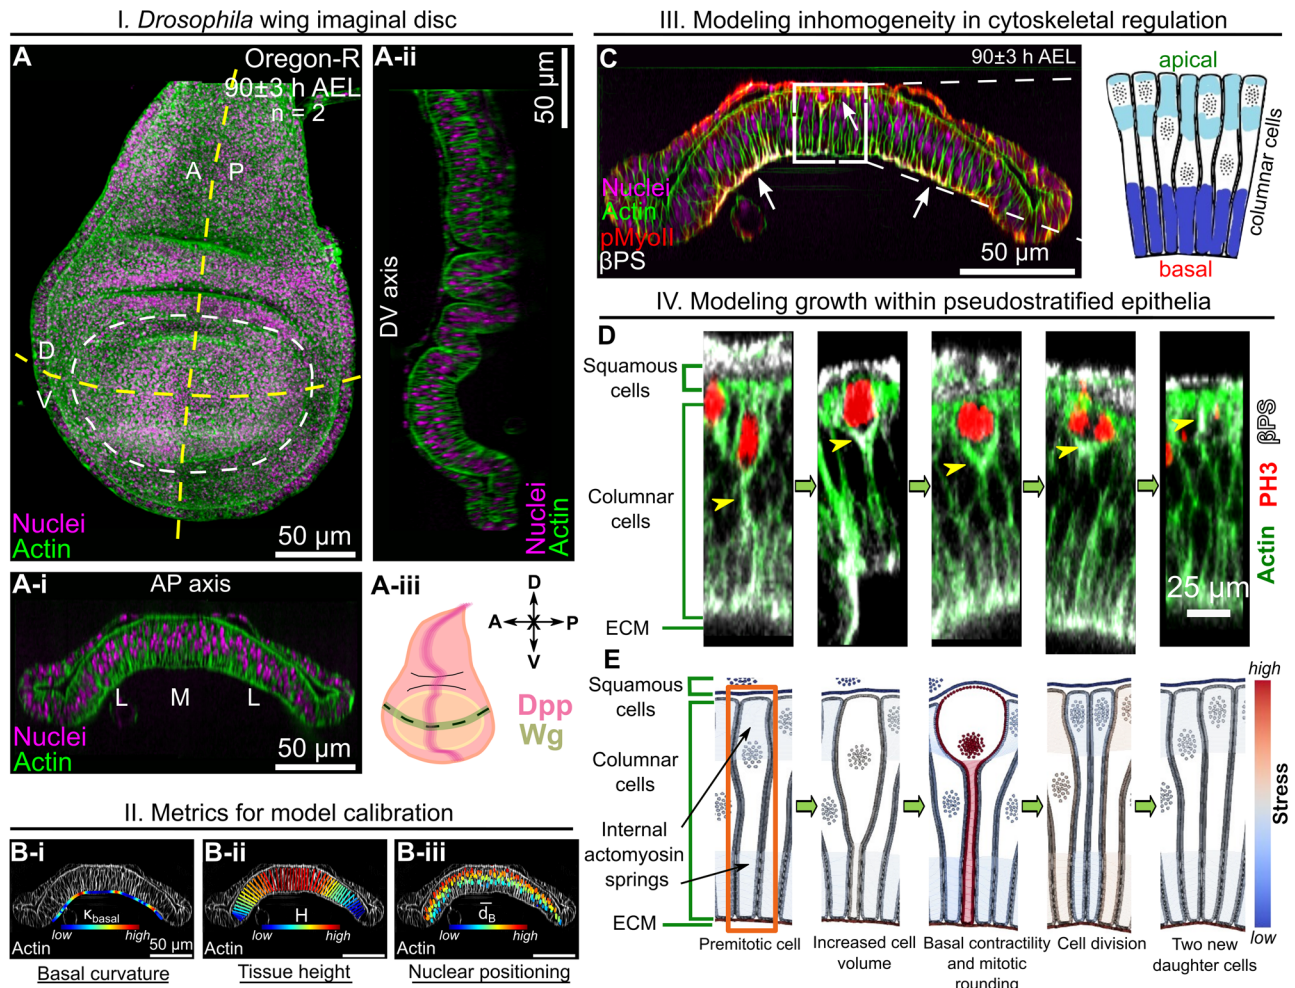 I. Drosophila wing imaginal disc
A
Oregon-R
90±3 h AEL
n = 2
A P
D
V
Nuclei
Actin
50 µm
A-ii
50 µm
DV axis
Nuclei
Actin
A-i
AP axis
L M L
Nuclei
Actin
50 µm
A-iii
D
A X P
V
Dpp
Wg
II. Metrics for model calibration
B-i
κbasal
low high
Actin
50 µm
Basal curvature
B-ii
H
low high
Actin
Tissue height
B-iii
d̅B
low high
Actin
Nuclear positioning
III. Modeling inhomogeneity in cytoskeletal regulation
C
90±3 h AEL
Nuclei
Actin
pMyoII
βPS
50 µm
apical
columnar cells
basal
IV. Modeling growth within pseudostratified epithelia
D
Squamous
cells
Columnar
cells
ECM
25 µm
Actin PH3 βPS
E
Squamous
cells
Columnar
cells
Internal
actomyosin
springs
ECM
Premitotic cell
Increased cell
volume
Basal contractility
and mitotic
rounding
Cell division
Two new
daughter cells
high
Stress
low